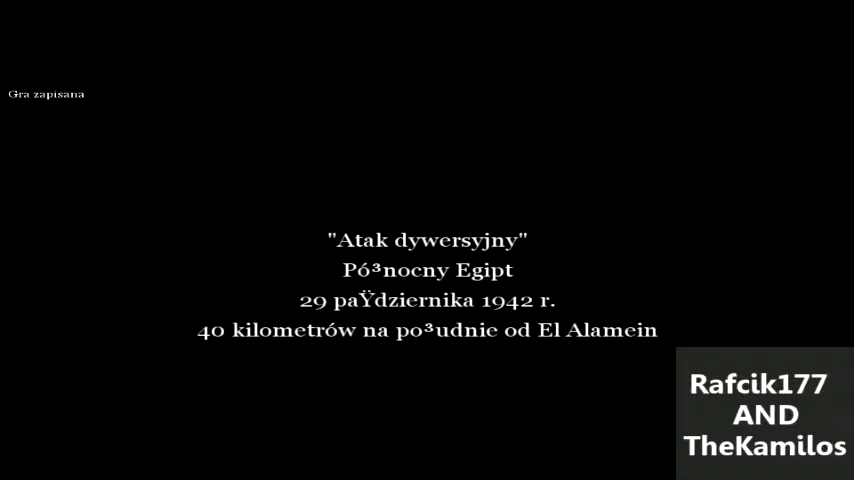 Gra zapisana
"Atak dywersyjny"
Pó³nocny Egipt
29 paŸdziernika 1942 r.
40 kilometrów na po³udnie od El Alamein
Rafcik177
AND
TheKamilos